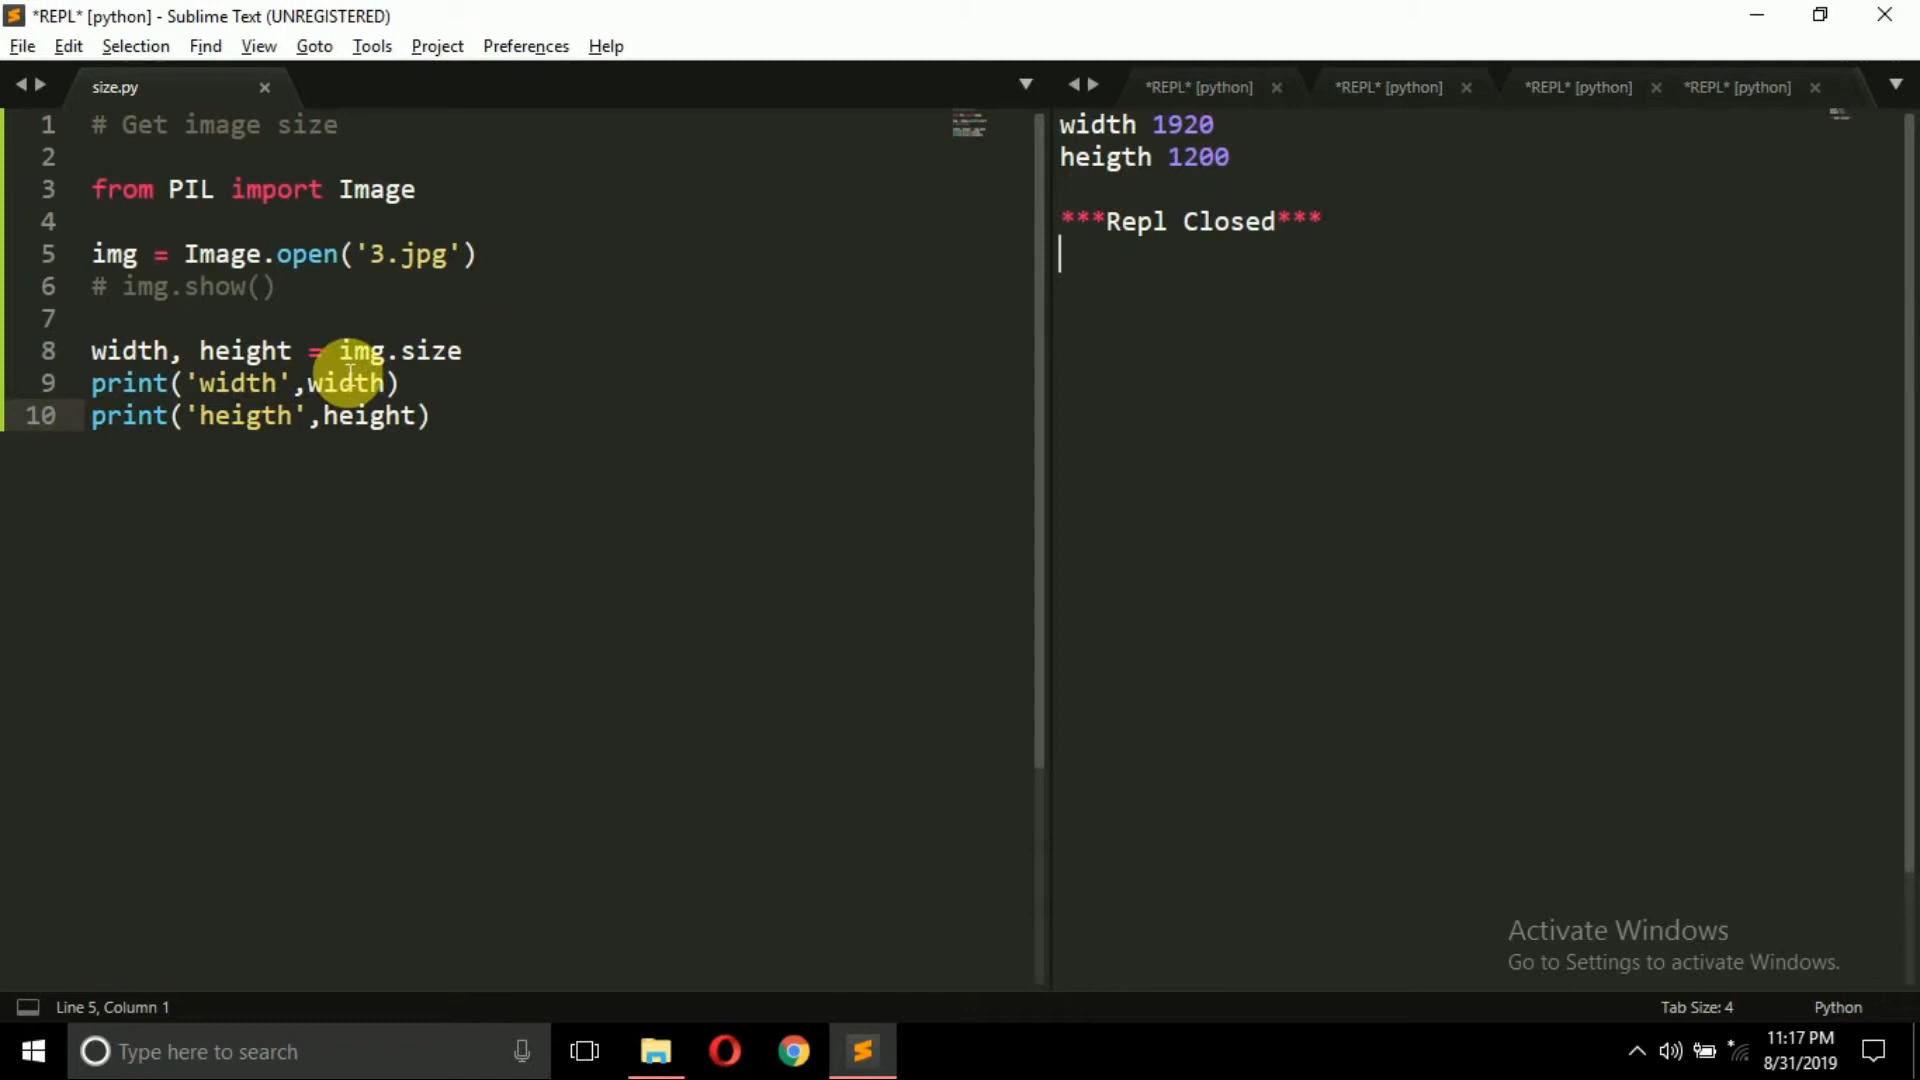 *REPL* [python] - Sublime Text (UNREGISTERED)
File Edit Selection Find View Goto Tools Project Preferences Help
size.py
*REPL* [python] *REPL* [python] *REPL* [python] *REPL* [python]
1 # Get image size
2
3 from PIL import Image
4
5 img = Image.open('3.jpg')
6 # img.show()
7
8 width, height = img.size
9 print('width',width)
10 print('heigth',height)
width 1920
heigth 1200
***Repl Closed***
Activate Windows
Go to Settings to activate Windows.
Line 5, Column 1
Tab Size: 4 Python
Type here to search
11:17 PM
8/31/2019